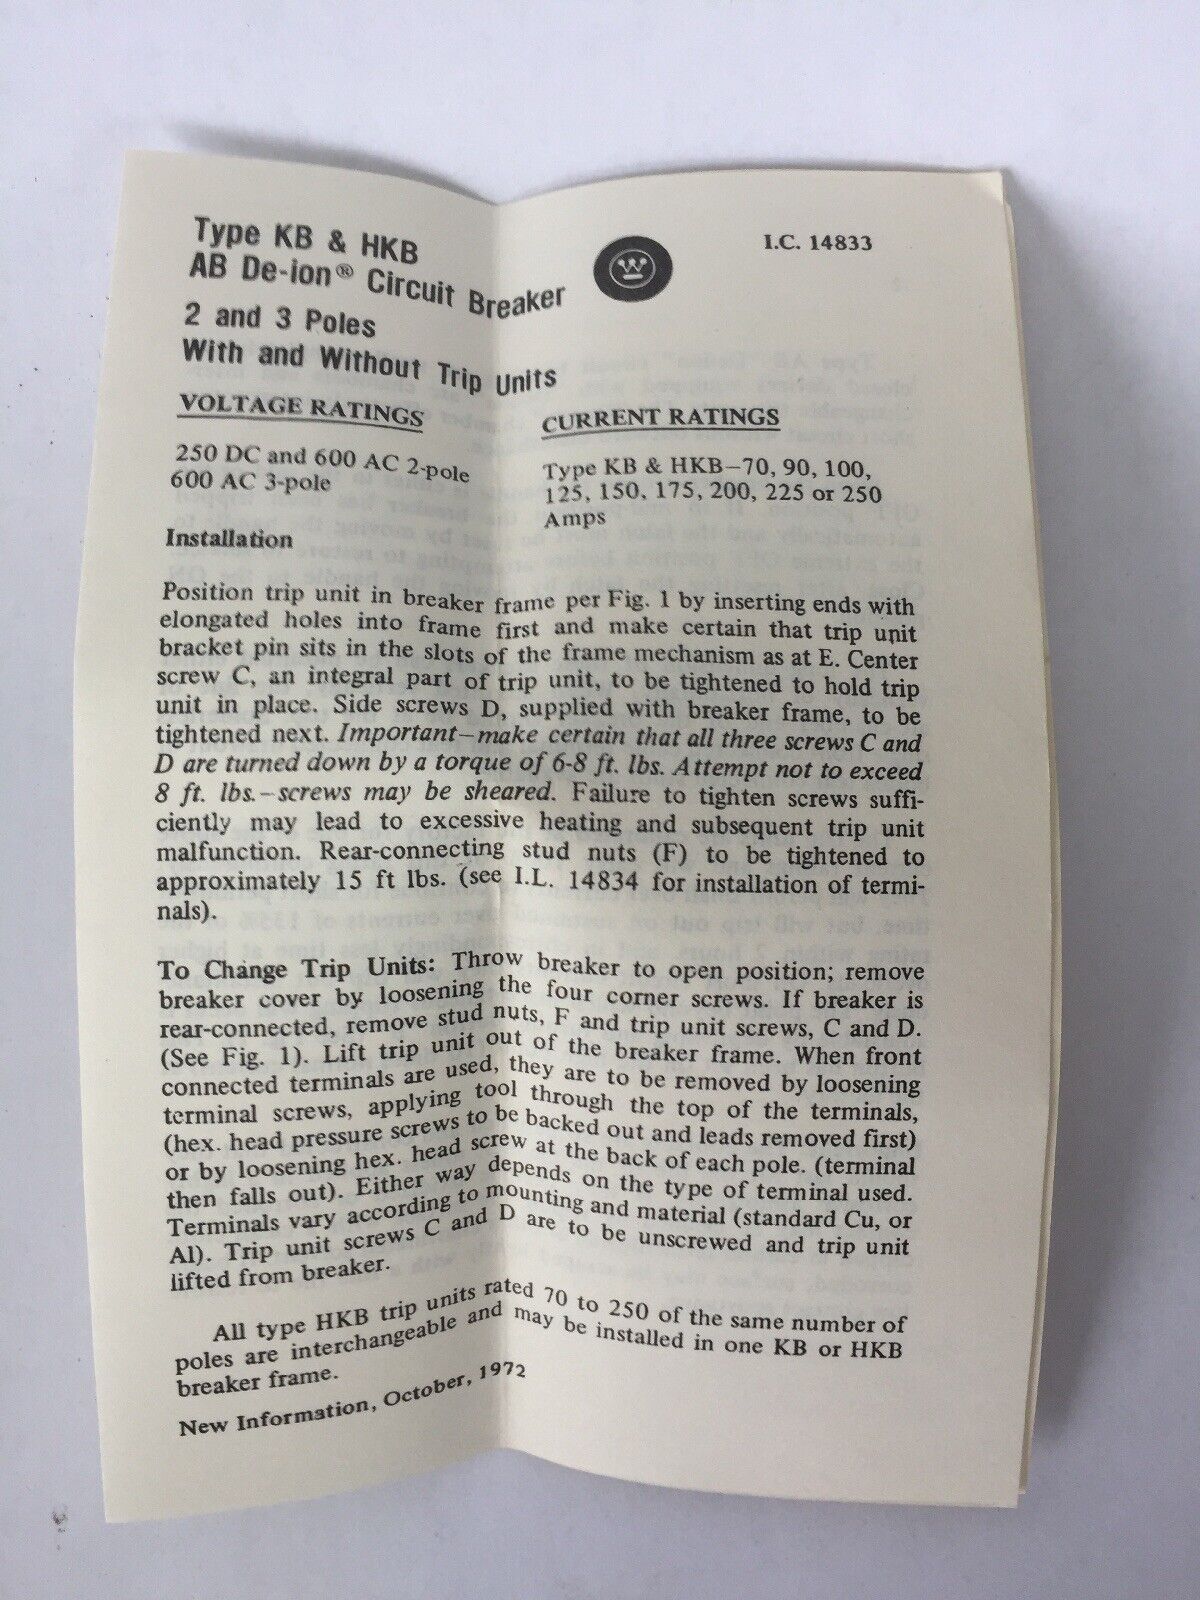 Type KB & HKB
AB De-ion® Circuit Breaker
2 and 3 Poles
With and Without Trip Units
I.C. 14833
VOLTAGE RATINGS
250 DC and 600 AC 2-pole
600 AC 3-pole
CURRENT RATINGS
Type KB & HKB—70, 90, 100,
125, 150, 175, 200, 225 or 250
Amps
Installation
Position trip unit in breaker frame per Fig. 1 by inserting ends with
elongated holes into frame first and make certain that trip unit
bracket pin sits in the slots of the frame mechanism as at E. Center
screw C, an integral part of trip unit, to be tightened to hold trip
unit in place. Side screws D, supplied with breaker frame, to be
tightened next. Important—make certain that all three screws C and
D are turned down by a torque of 6-8 ft. lbs. Attempt not to exceed
8 ft. lbs.—screws may be sheared. Failure to tighten screws suffi-
ciently may lead to excessive heating and subsequent trip unit
malfunction. Rear-connecting stud nuts (F) to be tightened to
approximately 15 ft lbs. (see I.L. 14834 for installation of termi-
nals).
To Change Trip Units: Throw breaker to open position; remove
breaker cover by loosening the four corner screws. If breaker is
rear-connected, remove stud nuts, F and trip unit screws, C and D.
(See Fig. 1). Lift trip unit out of the breaker frame. When front
connected terminals are used, they are to be removed by loosening
terminal screws, applying tool through the top of the terminals,
(hex. head pressure screws to be backed out and leads removed first)
or by loosening hex. head screw at the back of each pole. (terminal
then falls out). Either way depends on the type of terminal used.
Terminals vary according to mounting and material (standard Cu, or
Al). Trip unit screws C and D are to be unscrewed and trip unit
lifted from breaker.
All type HKB trip units rated 70 to 250 of the same number of
poles are interchangeable and may be installed in one KB or HKB
breaker frame.
New Information, October, 1972